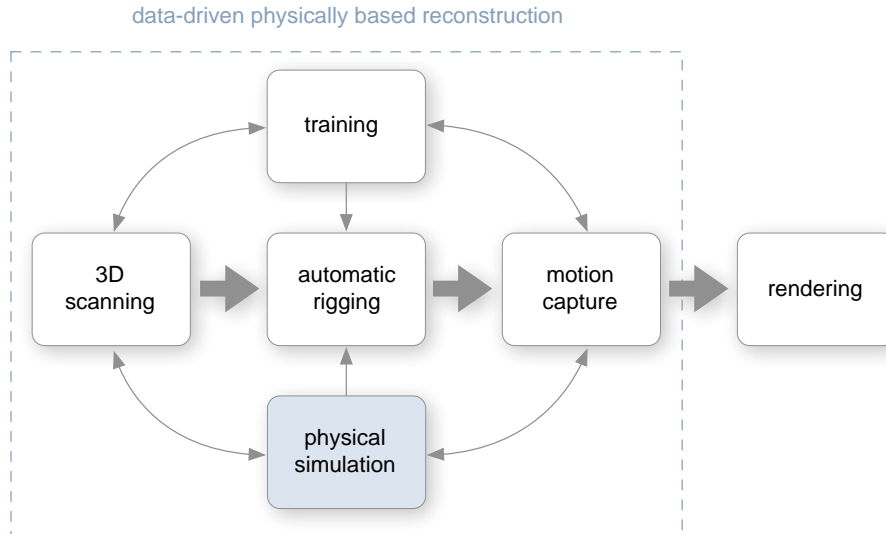 data-driven physically based reconstruction
training
3D
scanning
automatic
rigging
motion
capture
rendering
physical
simulation